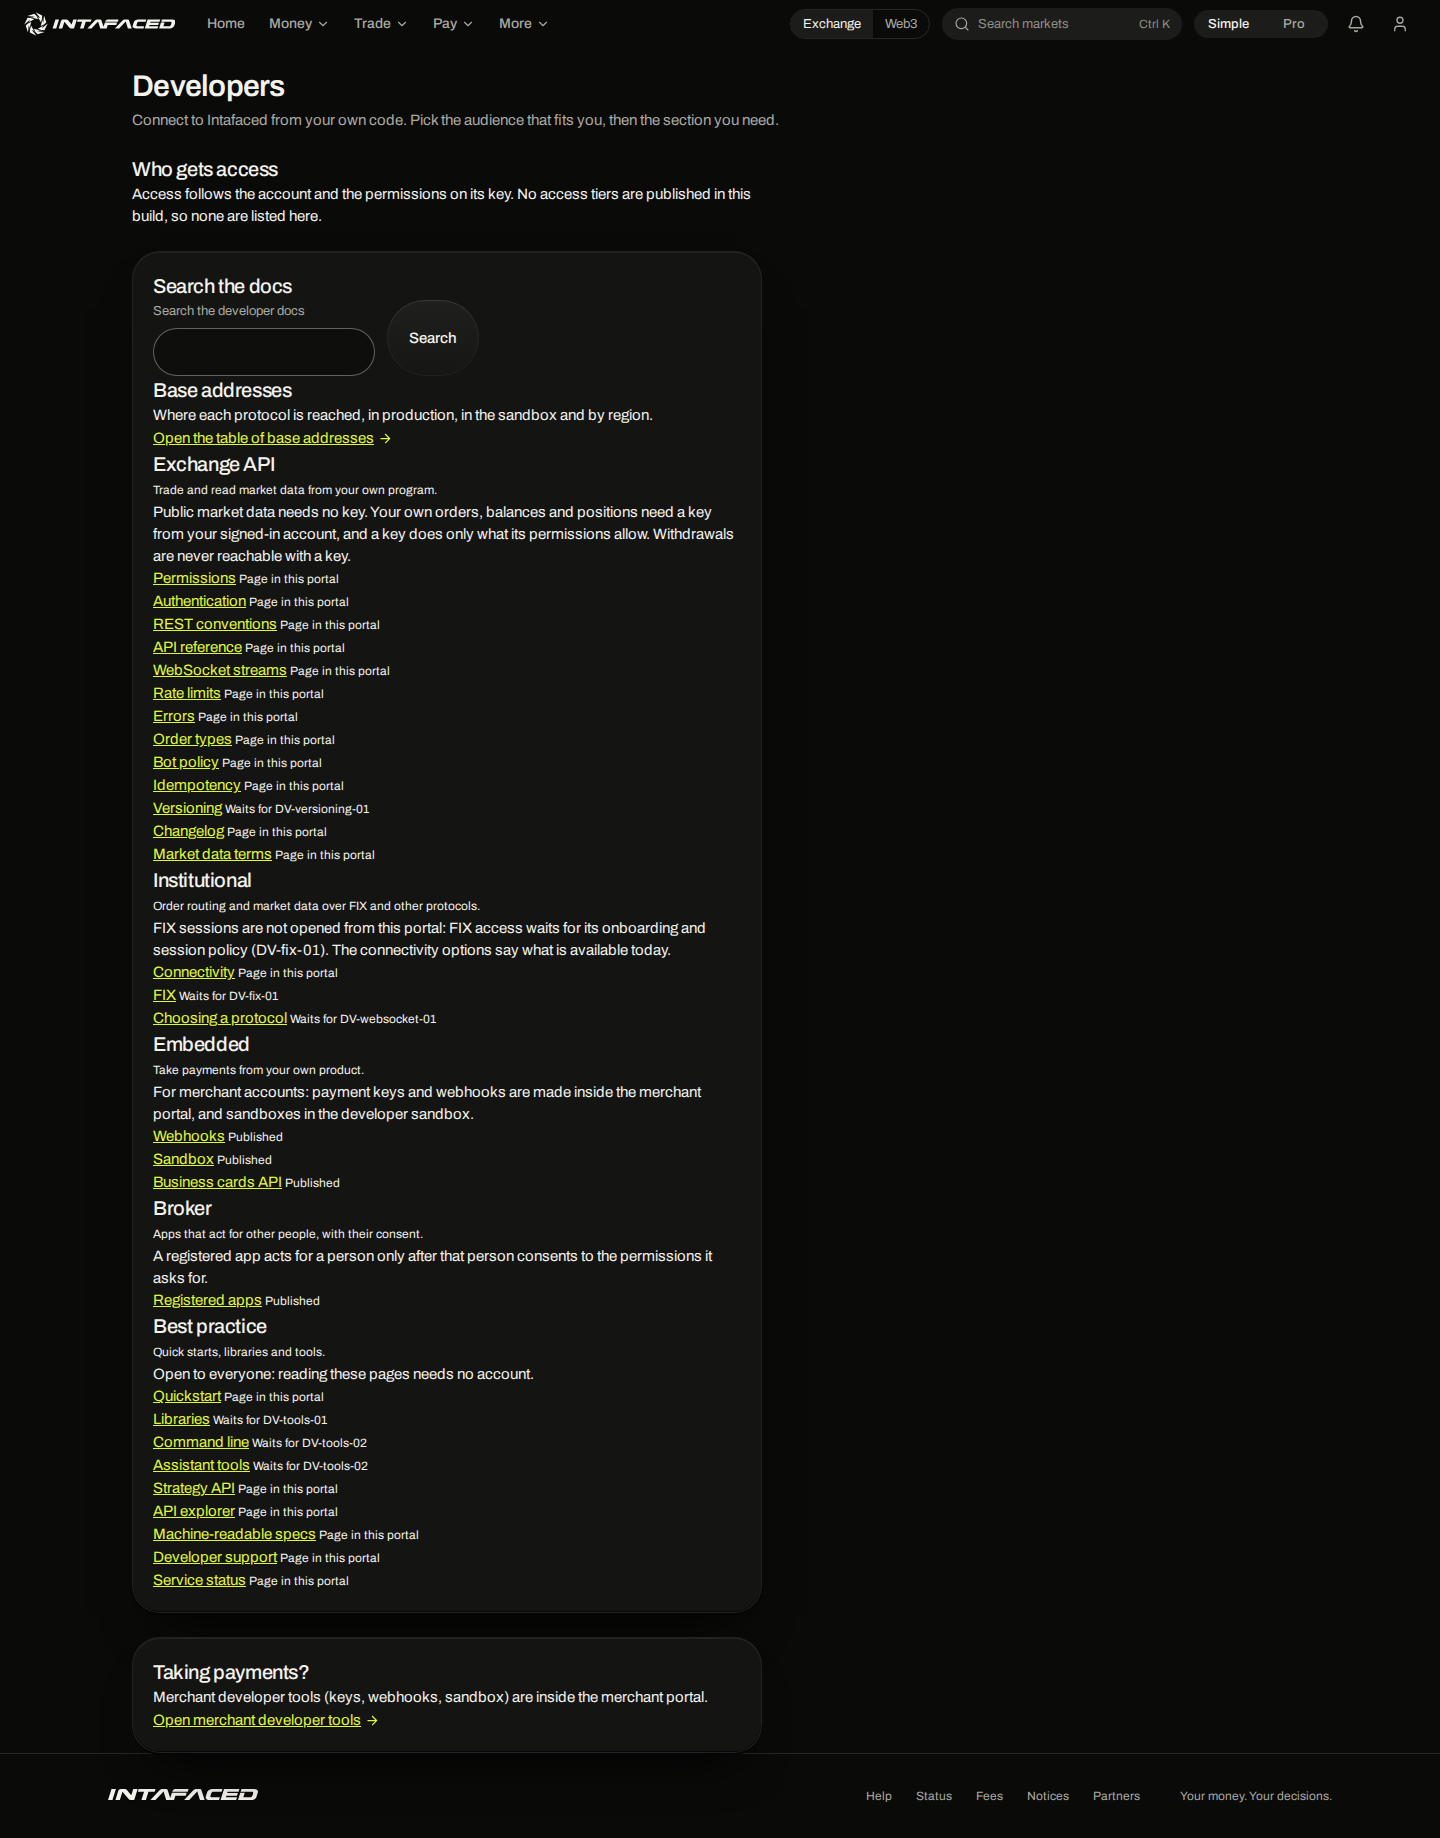 INTAFACED
Home
Money
Trade
Pay
More
Exchange
Web3
Search markets
Ctrl K
Simple
Pro
Developers
Connect to Intafaced from your own code. Pick the audience that fits you, then the section you need.
Who gets access
Access follows the account and the permissions on its key. No access tiers are published in this
build, so none are listed here.
Search the docs
Search the developer docs
Search
Base addresses
Where each protocol is reached, in production, in the sandbox and by region.
Open the table of base addresses →
Exchange API
Trade and read market data from your own program.
Public market data needs no key. Your own orders, balances and positions need a key
from your signed-in account, and a key does only what its permissions allow. Withdrawals
are never reachable with a key.
Permissions Page in this portal
Authentication Page in this portal
REST conventions Page in this portal
API reference Page in this portal
WebSocket streams Page in this portal
Rate limits Page in this portal
Errors Page in this portal
Order types Page in this portal
Bot policy Page in this portal
Idempotency Page in this portal
Versioning Waits for DV-versioning-01
Changelog Page in this portal
Market data terms Page in this portal
Institutional
Order routing and market data over FIX and other protocols.
FIX sessions are not opened from this portal: FIX access waits for its onboarding and
session policy (DV-fix-01). The connectivity options say what is available today.
Connectivity Page in this portal
FIX Waits for DV-fix-01
Choosing a protocol Waits for DV-websocket-01
Embedded
Take payments from your own product.
For merchant accounts: payment keys and webhooks are made inside the merchant
portal, and sandboxes in the developer sandbox.
Webhooks Published
Sandbox Published
Business cards API Published
Broker
Apps that act for other people, with their consent.
A registered app acts for a person only after that person consents to the permissions it
asks for.
Registered apps Published
Best practice
Quick starts, libraries and tools.
Open to everyone: reading these pages needs no account.
Quickstart Page in this portal
Libraries Waits for DV-tools-01
Command line Waits for DV-tools-02
Assistant tools Waits for DV-tools-02
Strategy API Page in this portal
API explorer Page in this portal
Machine-readable specs Page in this portal
Developer support Page in this portal
Service status Page in this portal
Taking payments?
Merchant developer tools (keys, webhooks, sandbox) are inside the merchant portal.
Open merchant developer tools →
INTAFACED
Help
Status
Fees
Notices
Partners
Your money. Your decisions.